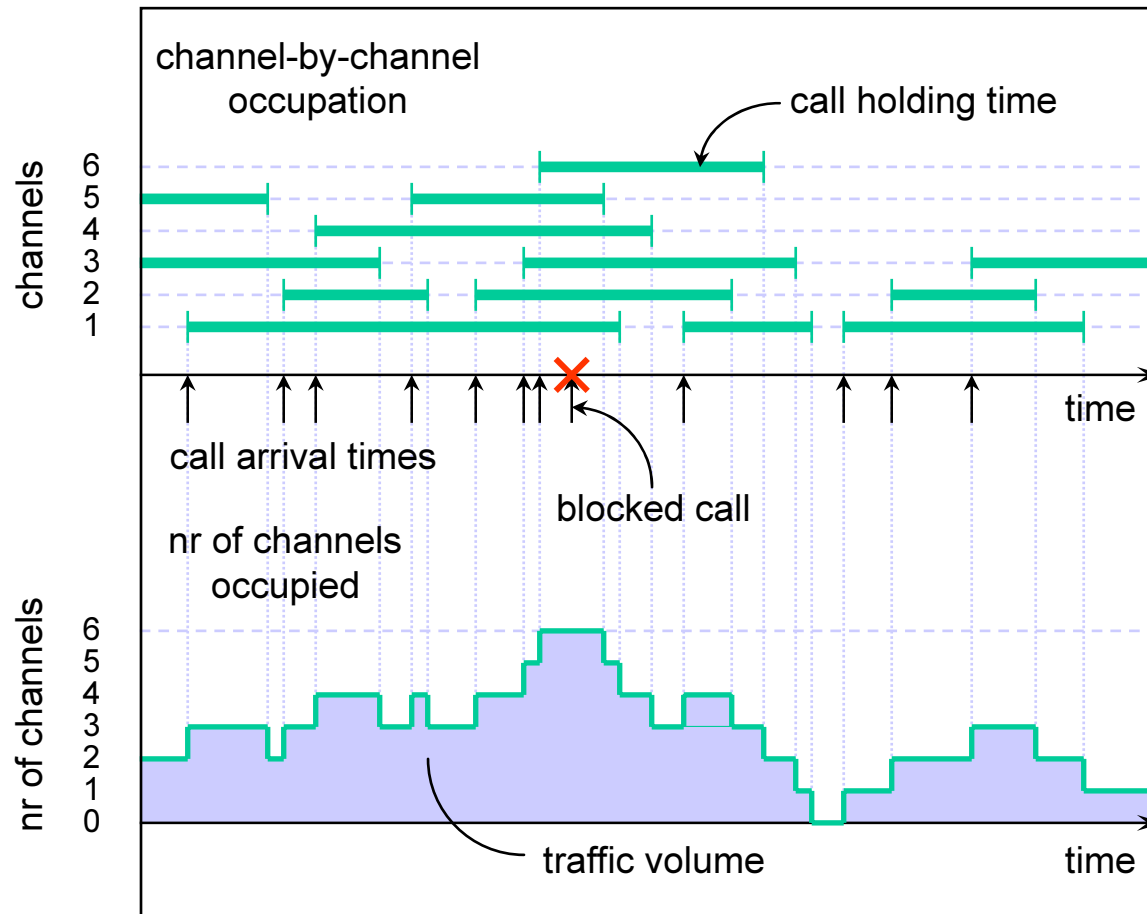 channel-by-channel
occupation
call holding time
channels
6
5
4
3
2
1
time
call arrival times
blocked call
nr of channels
occupied
nr of channels
6
5
4
3
2
1
0
time
traffic volume